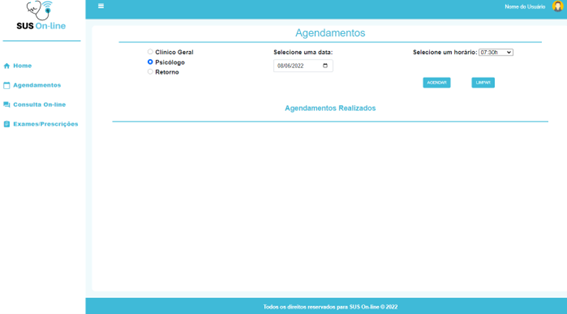 Nome do Usuário
SUS On-line
Home
Agendamentos
Consulta On-line
Exames/Prescrições
Agendamentos
Clínico Geral
Psicólogo
Retorno
Selecione uma data:
08/06/2022
Selecione um horário: 07:50h
AGENDAR LIMPAR
Agendamentos Realizados
Todos os direitos reservados para SUS On-line © 2022